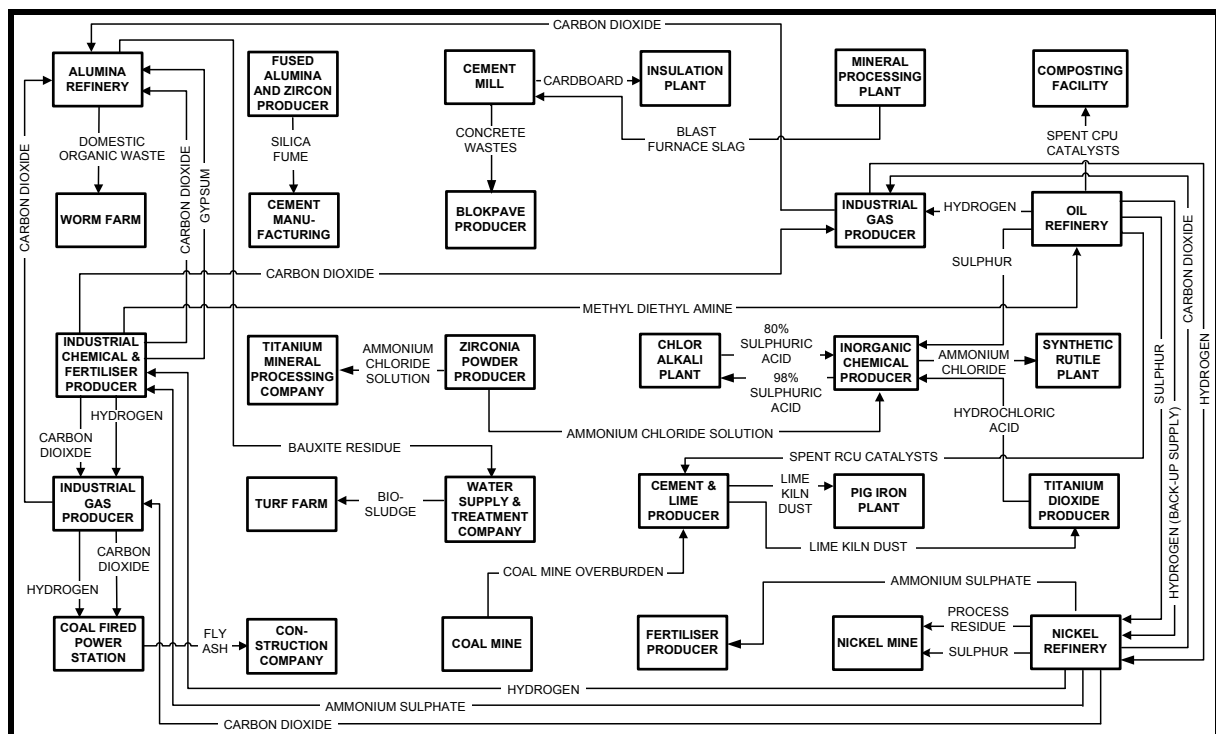 CARBON DIOXIDE
ALUMINA
REFINERY
FUSED
ALUMINA
AND ZIRCON
PRODUCER
CEMENT
MILL
CARDBOARD
INSULATION
PLANT
MINERAL
PROCESSING
PLANT
COMPOSTING
FACILITY
DOMESTIC
ORGANIC WASTE
SILICA
FUME
CONCRETE
WASTES
BLAST
FURNACE SLAG
SPENT CPU
CATALYSTS
CARBON DIOXIDE
CARBON DIOXIDE
GYPSUM
WORM FARM
CEMENT
MANU-
FACTURING
BLOKPAVE
PRODUCER
INDUSTRIAL
GAS
PRODUCER
HYDROGEN
OIL
REFINERY
SULPHUR
CARBON DIOXIDE
CARBON DIOXIDE
METHYL DIETHYL AMINE
INDUSTRIAL
CHEMICAL &
FERTILISER
PRODUCER
TITANIUM
MINERAL
PROCESSING
COMPANY
AMMONIUM
CHLORIDE
SOLUTION
ZIRCONIA
POWDER
PRODUCER
CHLOR
ALKALI
PLANT
80%
SULPHURIC
ACID
98%
SULPHURIC
ACID
INORGANIC
CHEMICAL
PRODUCER
AMMONIUM
CHLORIDE
SYNTHETIC
RUTILE
PLANT
SULPHUR
HYDROGEN
HYDROGEN (BACK-UP SUPPLY)
HYDROGEN
CARBON
DIOIXDE
HYDROCHLORIC
ACID
AMMONIUM CHLORIDE SOLUTION
BAUXITE RESIDUE
SPENT RCU CATALYSTS
INDUSTRIAL
GAS
PRODUCER
TURF FARM
BIO-
SLUDGE
WATER
SUPPLY &
TREATMENT
COMPANY
CEMENT &
LIME
PRODUCER
LIME
KILN
DUST
PIG IRON
PLANT
TITANIUM
DIOXIDE
PRODUCER
LIME KILN DUST
CARBON
DIOXIDE
HYDROGEN
COAL MINE OVERBURDEN
AMMONIUM SULPHATE
COAL FIRED
POWER
STATION
FLY
ASH
CON-
STRUCTION
COMPANY
COAL MINE
FERTILISER
PRODUCER
NICKEL MINE
PROCESS
RESIDUE
SULPHUR
NICKEL
REFINERY
HYDROGEN
AMMONIUM SULPHATE
CARBON DIOXIDE